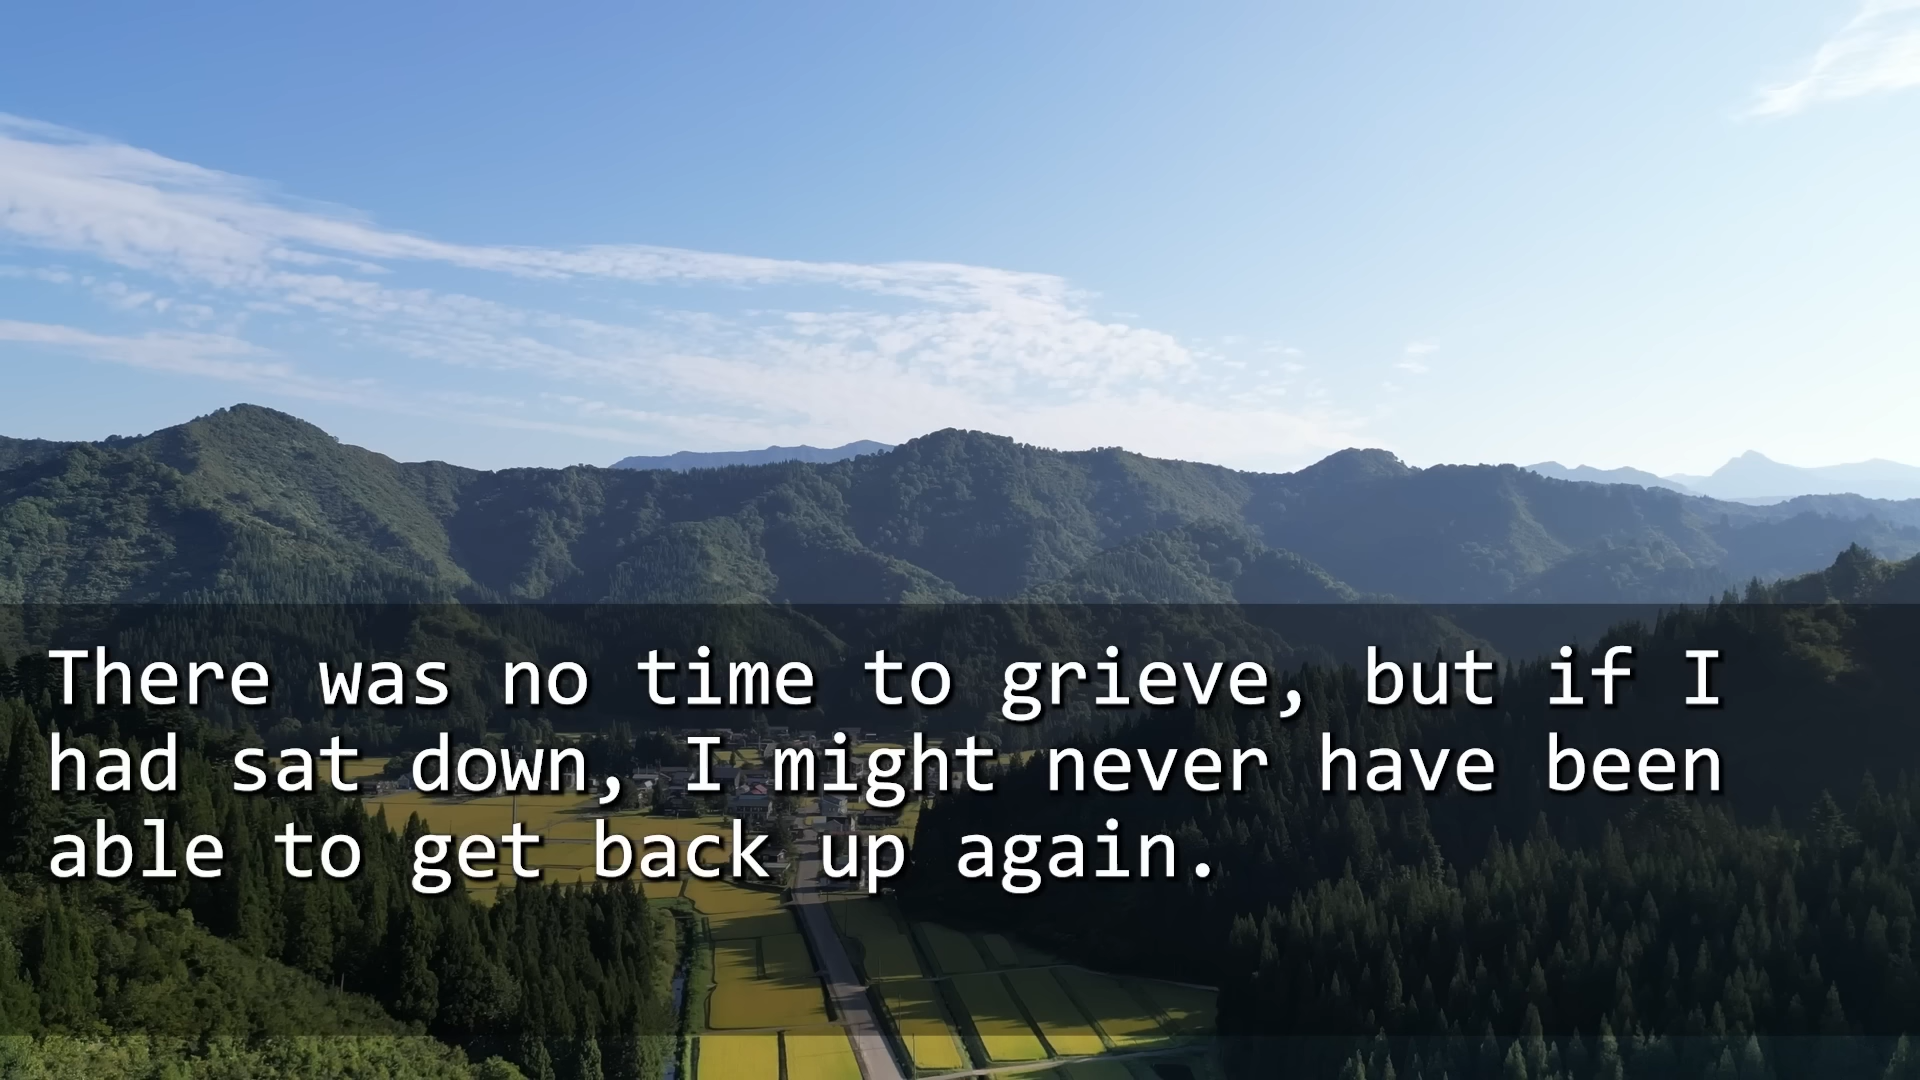 There was no time to grieve, but if I
had sat down, I might never have been
able to get back up again.